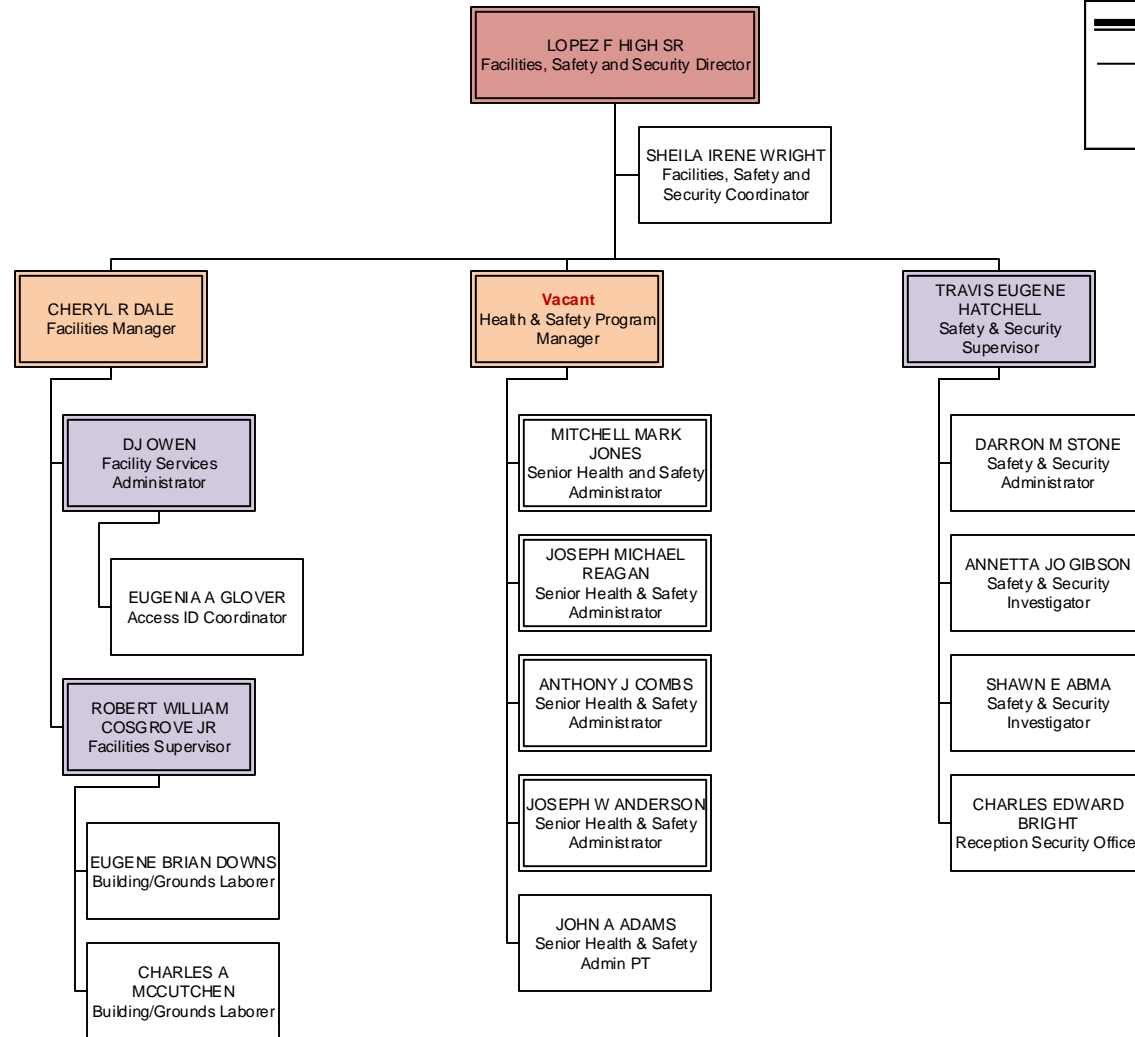 LOPEZ F HIGH SR
Facilities, Safety and Security Director
SHEILA IRENE WRIGHT
Facilities, Safety and
Security Coordinator
CHERYL R DALE
Facilities Manager
DJ OWEN
Facility Services
Administrator
EUGENIA A GLOVER
Access ID Coordinator
ROBERT WILLIAM
COSGROVE JR
Facilities Supervisor
EUGENE BRIAN DOWNS
Building/Grounds Laborer
CHARLES A
MCCUTCHEN
Building/Grounds Laborer
Vacant
Health & Safety Program
Manager
MITCHELL MARK
JONES
Senior Health and Safety
Administrator
JOSEPH MICHAEL
REAGAN
Senior Health & Safety
Administrator
ANTHONY J COMBS
Senior Health & Safety
Administrator
JOSEPH W ANDERSON
Senior Health & Safety
Administrator
JOHN A ADAMS
Senior Health & Safety
Admin PT
TRAVIS EUGENE
HATCHELL
Safety & Security
Supervisor
DARRON M STONE
Safety & Security
Administrator
ANNETTA JO GIBSON
Safety & Security
Investigator
SHAWN E ABMA
Safety & Security
Investigator
CHARLES EDWARD
BRIGHT
Reception Security Office